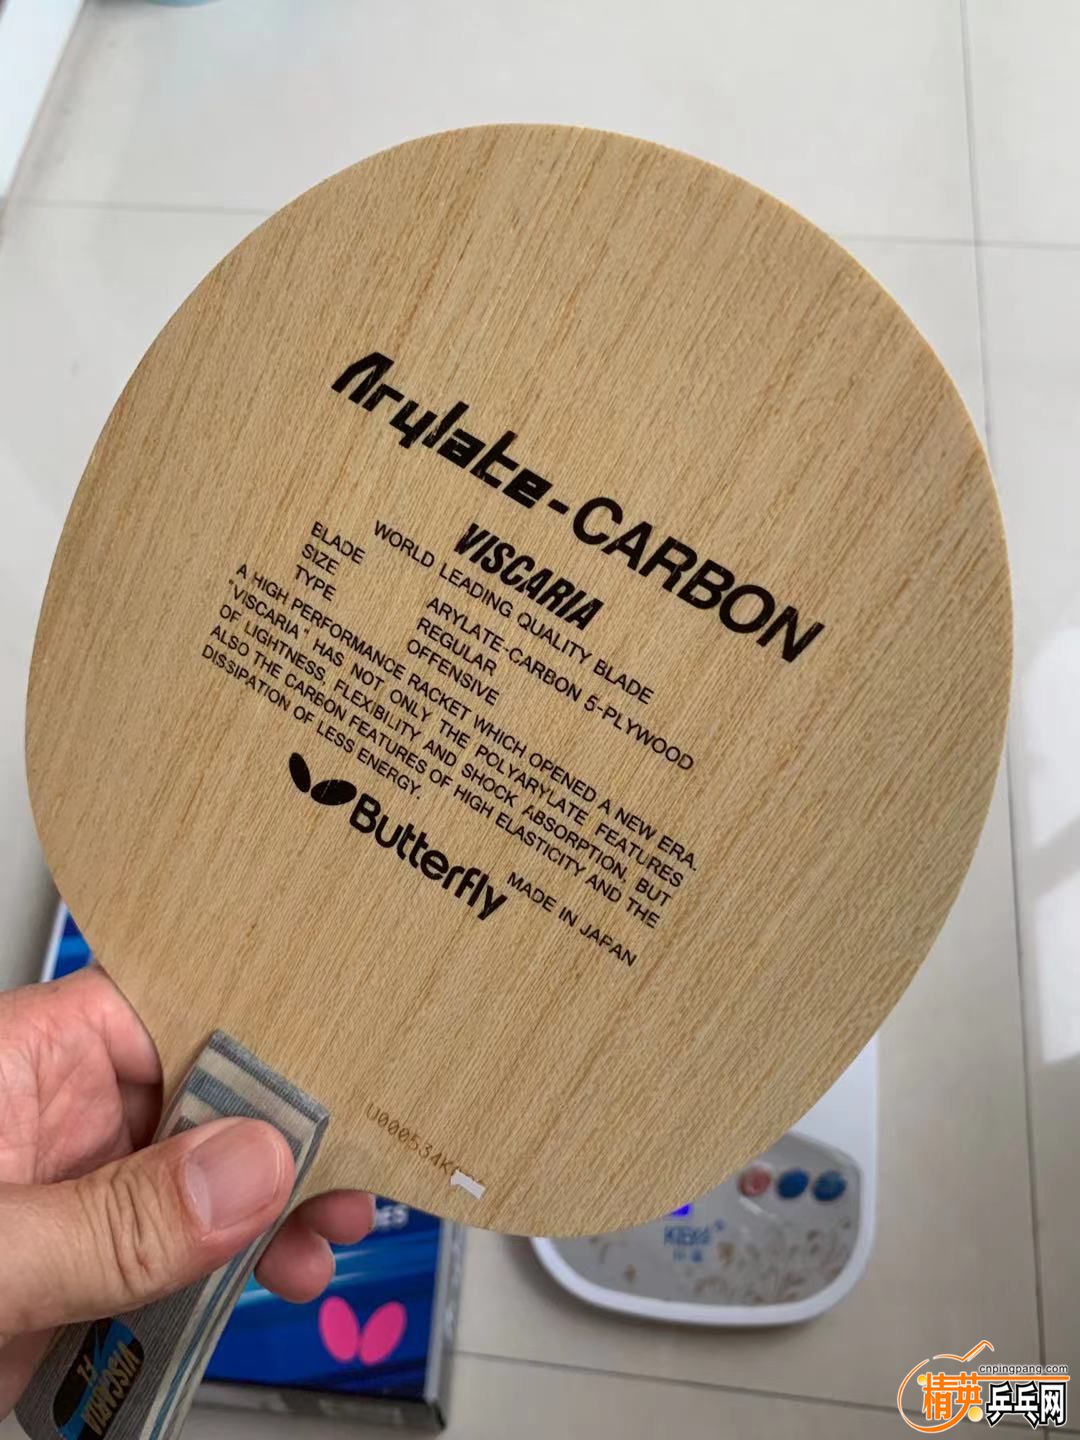 Arylate-CARBON
VISCARIA
WORLD LEADING QUALITY BLADE
BLADE ARYLATE-CARBON 5-PLYWOOD
SIZE REGULAR
TYPE OFFENSIVE
A HIGH PERFORMANCE RACKET WHICH OPENED A NEW ERA.
"VISCARIA" HAS NOT ONLY THE POLYARYLATE FEATURES
OF LIGHTNESS, FLEXIBILITY AND SHOCK ABSORPTION, BUT
ALSO THE CARBON FEATURES OF HIGH ELASTICITY AND THE
DISSIPATION OF LESS ENERGY.
Butterfly
MADE IN JAPAN
U000534K
FL
VISCARIA
cnpingpang.com
精英乒乓网